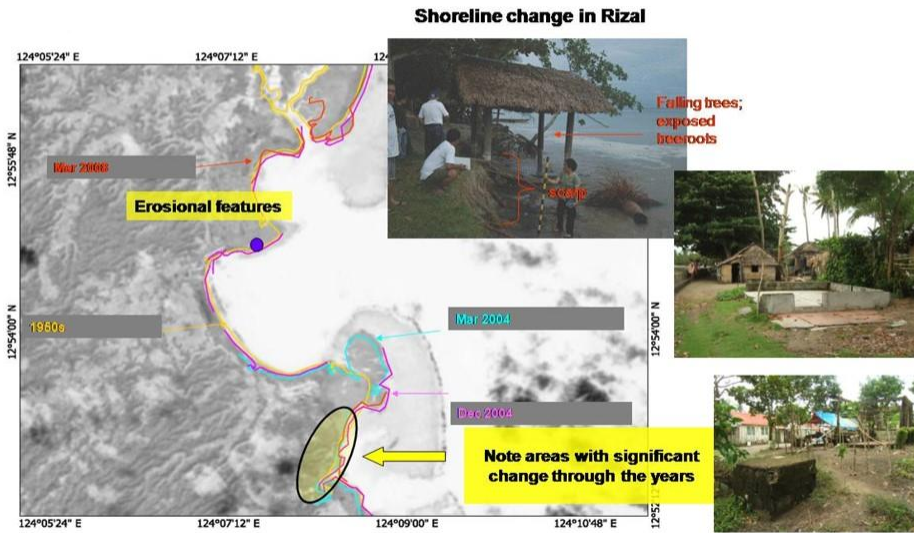 Shoreline change in Rizal
124°05'24" E
124°07'12" E
12°55'48" N
Falling trees;
exposed
treeroots
scarp
Mar 2008
Erosional features
1950s
Mar 2004
12°54'00" N
12°54'00" N
Dec 2004
Note areas with significant
change through the years
124°05'24" E
124°07'12" E
124°09'00" E
124°10'48" E